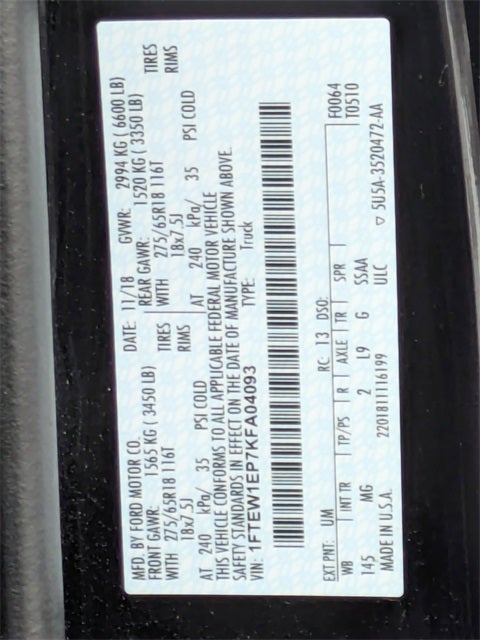 MFD. BY FORD MOTOR CO.
DATE: 11/18 GVWR: 2994 KG ( 6600 LB)
FRONT GAWR: 1565 KG ( 3450 LB) REAR GAWR: 1520 KG ( 3350 LB)
WITH 275/65R18 116T TIRES WITH 275/65R18 116T TIRES
18x7.5J RIMS 18x7.5J RIMS
AT 240 kPa/ 35 PSI COLD AT 240 kPa/ 35 PSI COLD
THIS VEHICLE CONFORMS TO ALL APPLICABLE FEDERAL MOTOR VEHICLE
SAFETY STANDARDS IN EFFECT ON THE DATE OF MANUFACTURE SHOWN ABOVE.
VIN: 1FTEW1EP7KFA04093 TYPE: Truck
F0064
EXT PNT: UM RC: 13 DSO: T0510
WB INT TR TP/PS R AXLE TR SPR
145 MG 2 L9 G SSAA
MADE IN U.S.A. 2201811116199 ULC 5U5A-3520472-AA